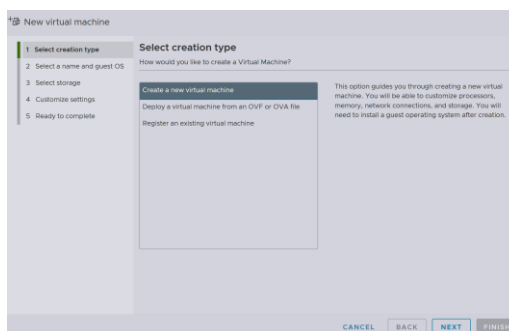 New virtual machine
1 Select creation type
2 Select a name and guest OS
3 Select storage
4 Customize settings
5 Ready to complete
Select creation type
How would you like to create a Virtual Machine?
Create a new virtual machine
Deploy a virtual machine from an OVF or OVA file
Register an existing virtual machine
This option guides you through creating a new virtual
machine. You will be able to customize processors,
memory, network connections, and storage. You will
need to install a guest operating system after creation.
CANCEL BACK NEXT FINISH